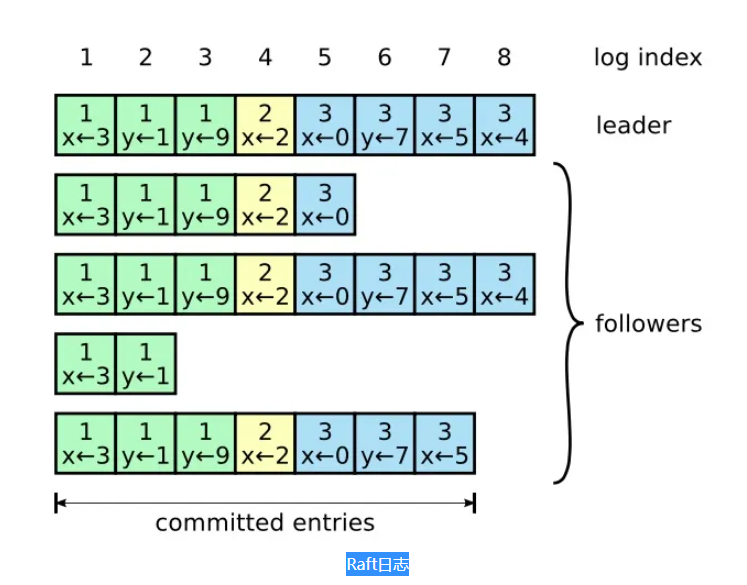 1 2 3 4 5 6 7 8 log index
1 1 1 2 3 3 3 3
x←3 y←1 y←9 x←2 x←0 y←7 x←5 x←4
leader
1 1 1 2 3
x←3 y←1 y←9 x←2 x←0
1 1 1 2 3 3 3 3
x←3 y←1 y←9 x←2 x←0 y←7 x←5 x←4
followers
1 1
x←3 y←1
1 1 1 2 3 3 3
x←3 y←1 y←9 x←2 x←0 y←7 x←5
committed entries
Raft日志